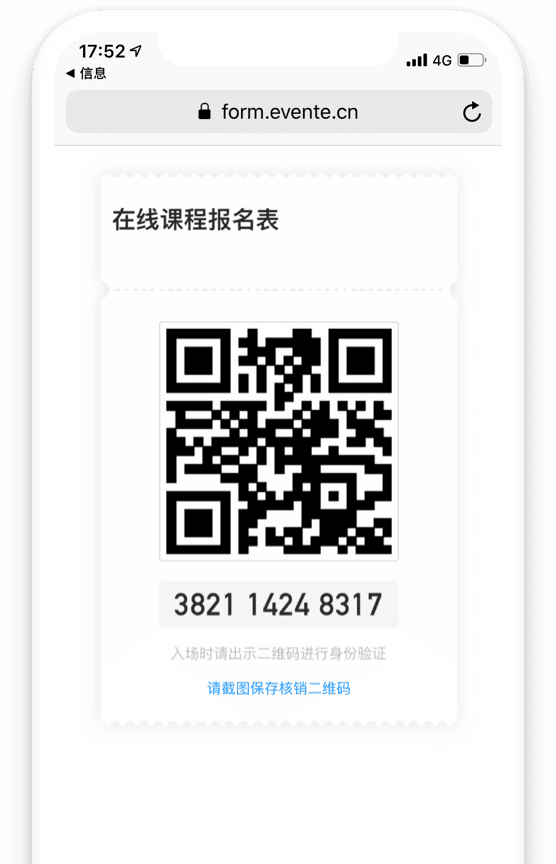 17:52
4G
信息
form.evente.cn
在线课程报名表
3821 1424 8317
入场时请出示二维码进行身份验证
请截图保存核销二维码